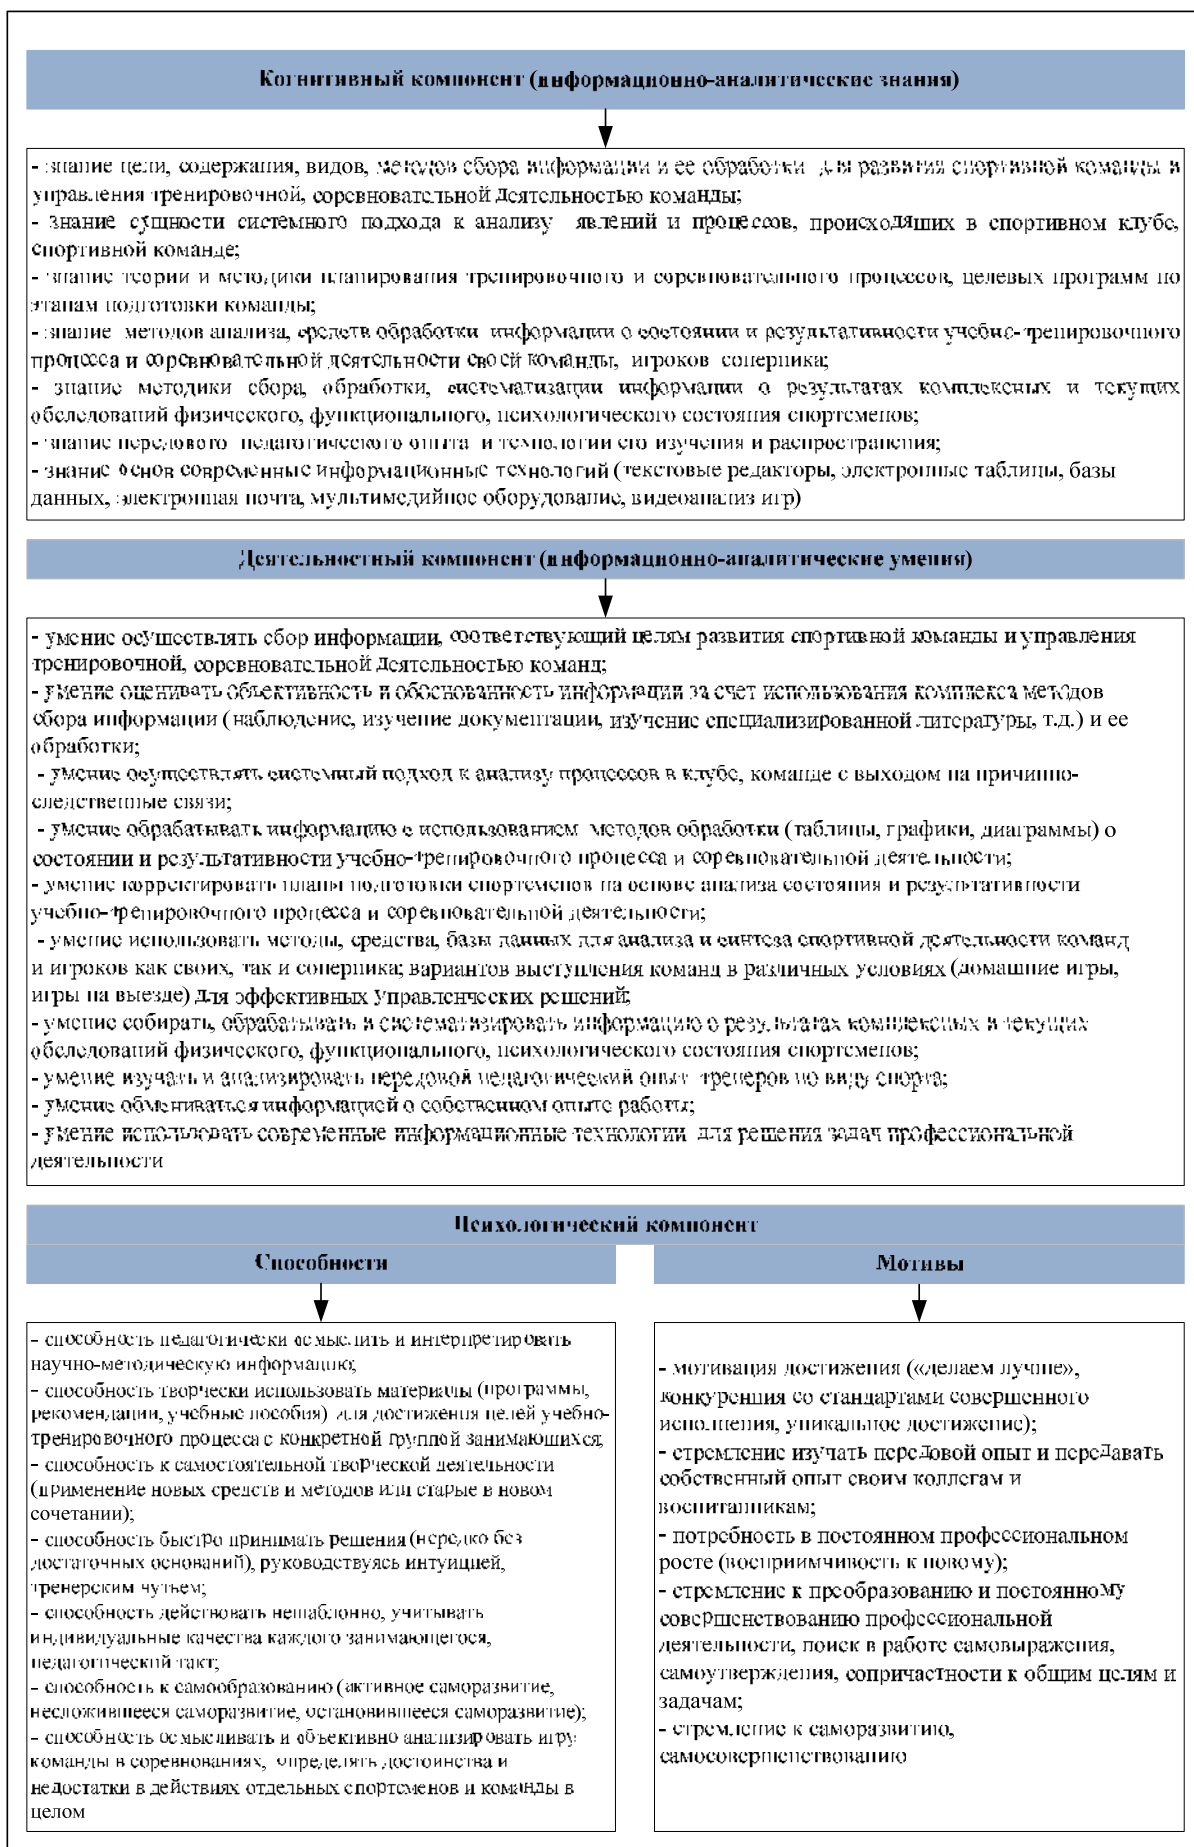 Когнитивный компонент (информационно-аналитические знания)
- знание цели, содержания, видов, методов сбора информации и ее обработки для развития спортивной команды и
управления тренировочной, соревновательной деятельностью команды;
- знание сущности системного подхода к анализу явлений и процессов, происходящих в спортивном клубе,
спортивной команде;
- знание теории и методики планирования тренировочного и соревновательного процессов, целевых программ по
этапам подготовки команды;
- знание методов анализа, средств обработки информации о состоянии и результативности учебно-тренировочного
процесса и соревновательной деятельности своей команды, игроков соперника;
- знание методики сбора, обработки, систематизации информации о результатах комплексных и текущих
обследований физического, функционального, психологического состояния спортсменов;
- знание передового педагогического опыта и технологии его изучения и распространения;
- знание основ современные информационные технологий (текстовые редакторы, электронные таблицы, базы
данных, электронная почта, мультимедийное оборудование, видеоанализ игр)
Деятельностный компонент (информационно-аналитические умения)
- умение осуществлять сбор информации, соответствующий целям развития спортивной команды и управления
тренировочной, соревновательной деятельностью команд;
- умение оценивать объективность и обоснованность информации за счет использования комплекса методов
сбора информации (наблюдение, изучение документации, изучение специализированной литературы, т.д.) и ее
обработки;
- умение осуществлять системный подход к анализу процессов в клубе, команде с выходом на причинно-
следственные связи;
- умение обрабатывать информацию с использованием методов обработки (таблицы, графики, диаграммы) о
состоянии и результативности учебно-тренировочного процесса и соревновательной деятельности;
- умение корректировать планы подготовки спортсменов на основе анализа состояния и результативности
учебно-тренировочного процесса и соревновательной деятельности;
- умение использовать методы, средства, базы данных для анализа и синтеза спортивной деятельности команд
и игроков как своих, так и соперника; вариантов выступления команд в различных условиях (домашние игры,
игры на выезде) для эффективных управленческих решений;
- умение собирать, обрабатывать и систематизировать информацию о результатах комплексных и текущих
обследований физического, функционального, психологического состояния спортсменов;
- умение изучать и анализировать передовой педагогический опыт тренеров по виду спорта;
- умение обмениваться информацией о собственном опыте работы;
- умение использовать современные информационные технологии для решения задач профессиональной
деятельности
Психологический компонент
Способности
- способность педагогически осмыслить и интерпретировать
научно-методическую информацию;
- способность творчески использовать материалы (программы,
рекомендации, учебные пособия) для достижения целей учебно-
тренировочного процесса с конкретной группой занимающихся;
- способность к самостоятельной творческой деятельности
(применение новых средств и методов или старые в новом
сочетании);
- способность быстро принимать решения (нередко без
достаточных оснований), руководствуясь интуицией,
тренерским чутьем;
- способность действовать нешаблонно, учитывать
индивидуальные качества каждого занимающегося,
педагогический такт;
- способность к самообразованию (активное саморазвитие,
несложившееся саморазвитие, остановившееся саморазвитие);
- способность осмысливать и объективно анализировать игру
команды в соревнованиях, определять достоинства и
недостатки в действиях отдельных спортсменов и команды в
целом
Мотивы
- мотивация достижения («делаем лучше»,
конкуренция со стандартами совершенного
исполнения, уникальное достижение);
- стремление изучать передовой опыт и передавать
собственный опыт своим коллегам и
воспитанникам;
- потребность в постоянном профессиональном
росте (восприимчивость к новому);
- стремление к преобразованию и постоянному
совершенствованию профессиональной
деятельности, поиск в работе самовыражения,
самоутверждения, сопричастности к общим целям и
задачам;
- стремление к саморазвитию,
самосовершенствованию